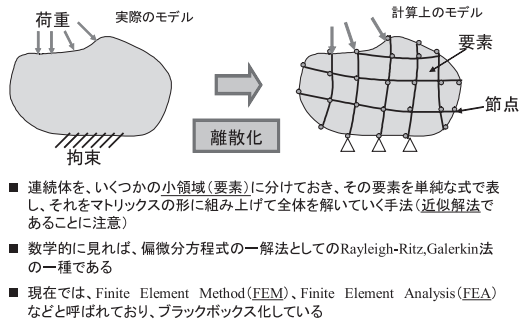 荷重
実際のモデル
計算上のモデル
要素
節点
離散化
拘束
■ 連続体を、いくつかの小領域(要素)に分けておき、その要素を単純な式で表
し、それをマトリックスの形に組み上げて全体を解いていく手法(近似解法で
あることに注意)
■ 数学的に見れば、偏微分方程式の一解法としてのRayleigh-Ritz,Galerkin法
の一種である
■ 現在では、Finite Element Method(FEM)、Finite Element Analysis(FEA)
などと呼ばれており、ブラックボックス化している